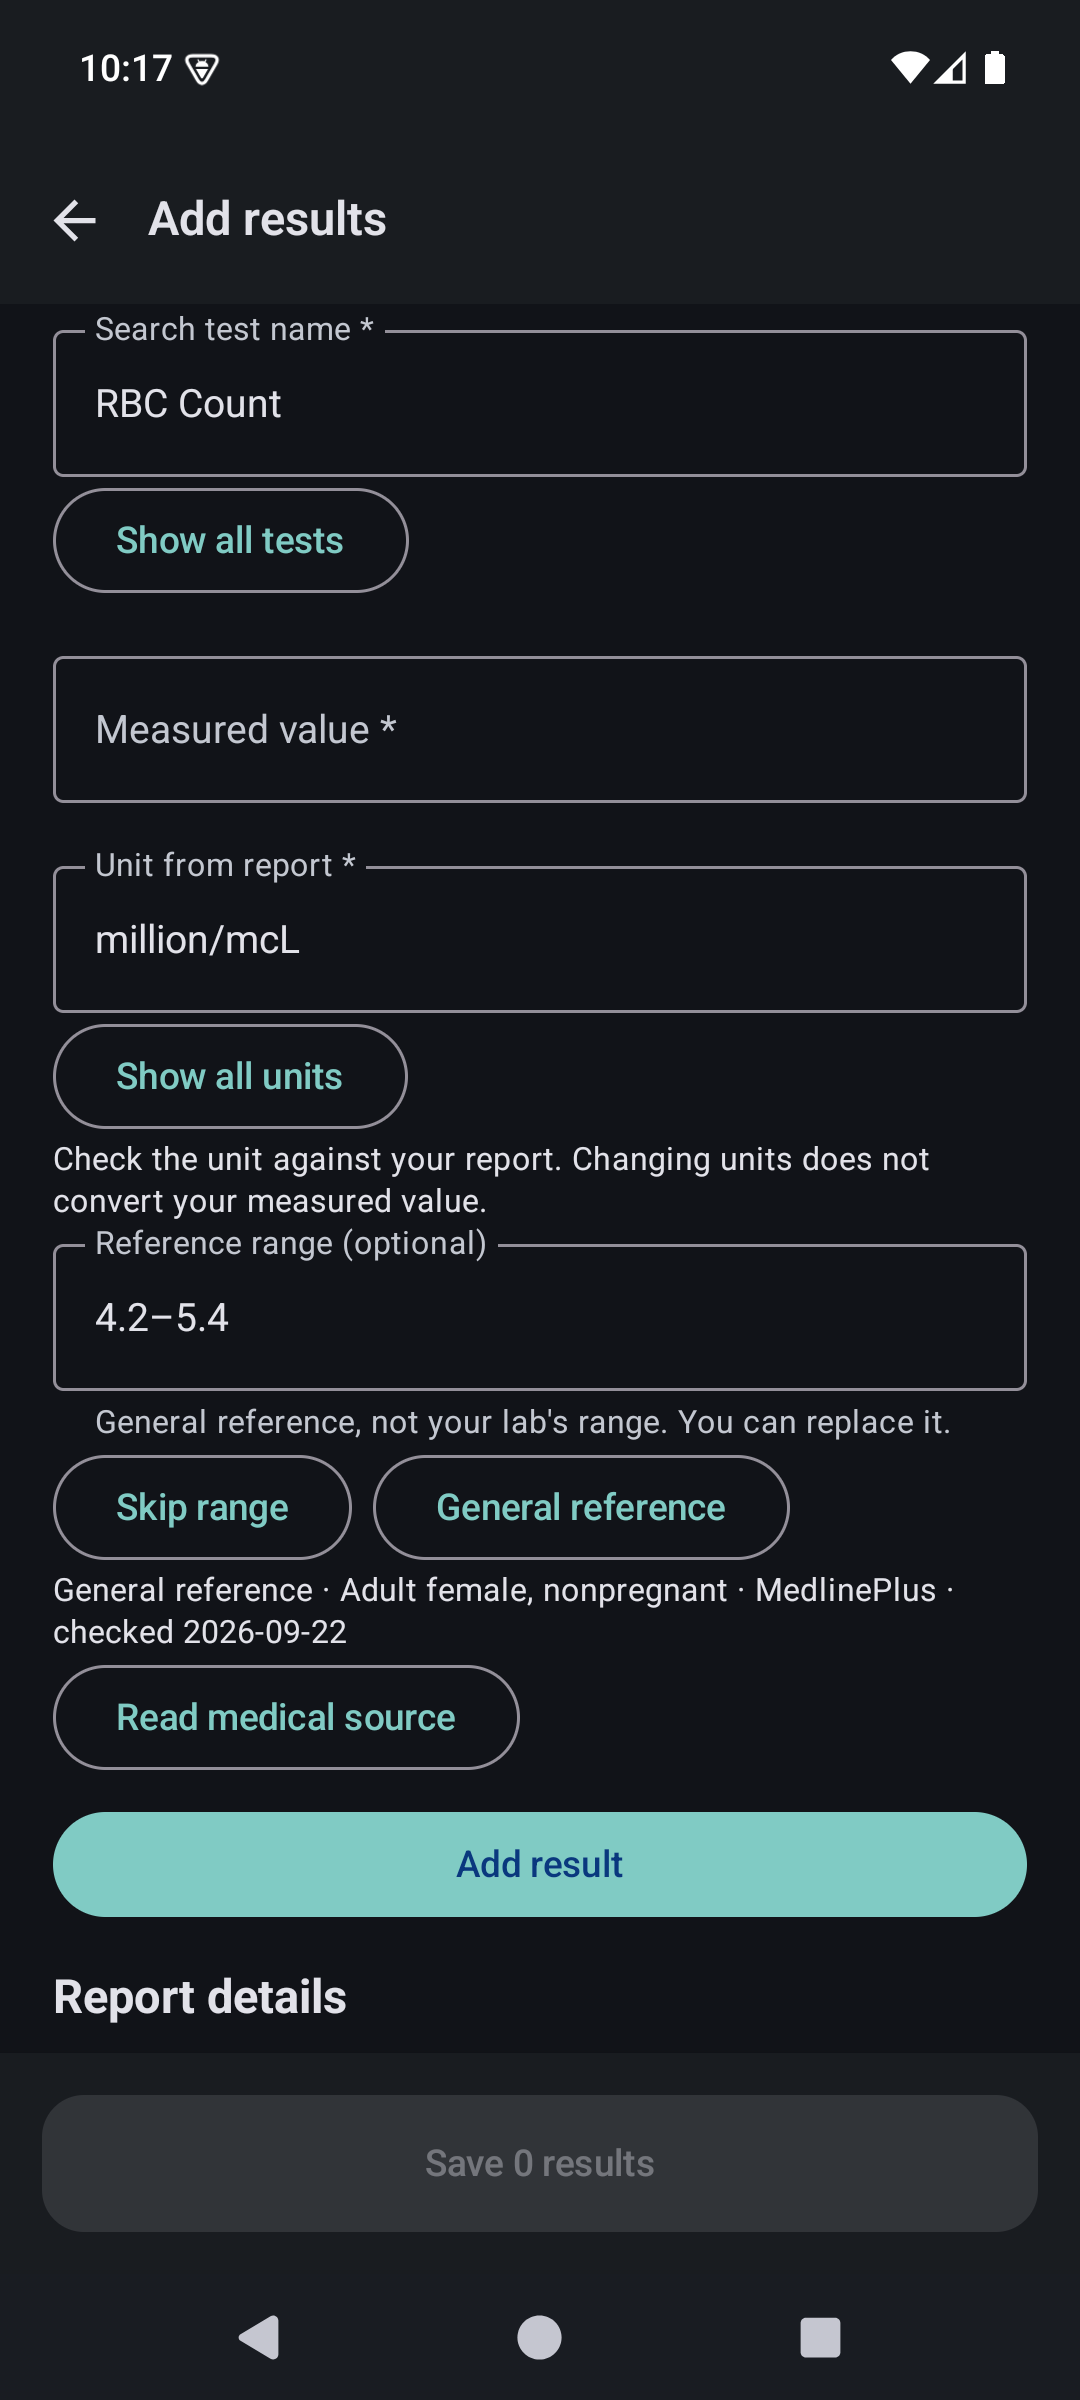 10:17
Add results
Search test name *
RBC Count
Show all tests
Measured value *
Unit from report *
million/mcL
Show all units
Check the unit against your report. Changing units does not
convert your measured value.
Reference range (optional)
4.2–5.4
General reference, not your lab's range. You can replace it.
Skip range
General reference
General reference · Adult female, nonpregnant · MedlinePlus ·
checked 2026-09-22
Read medical source
Add result
Report details
Save 0 results